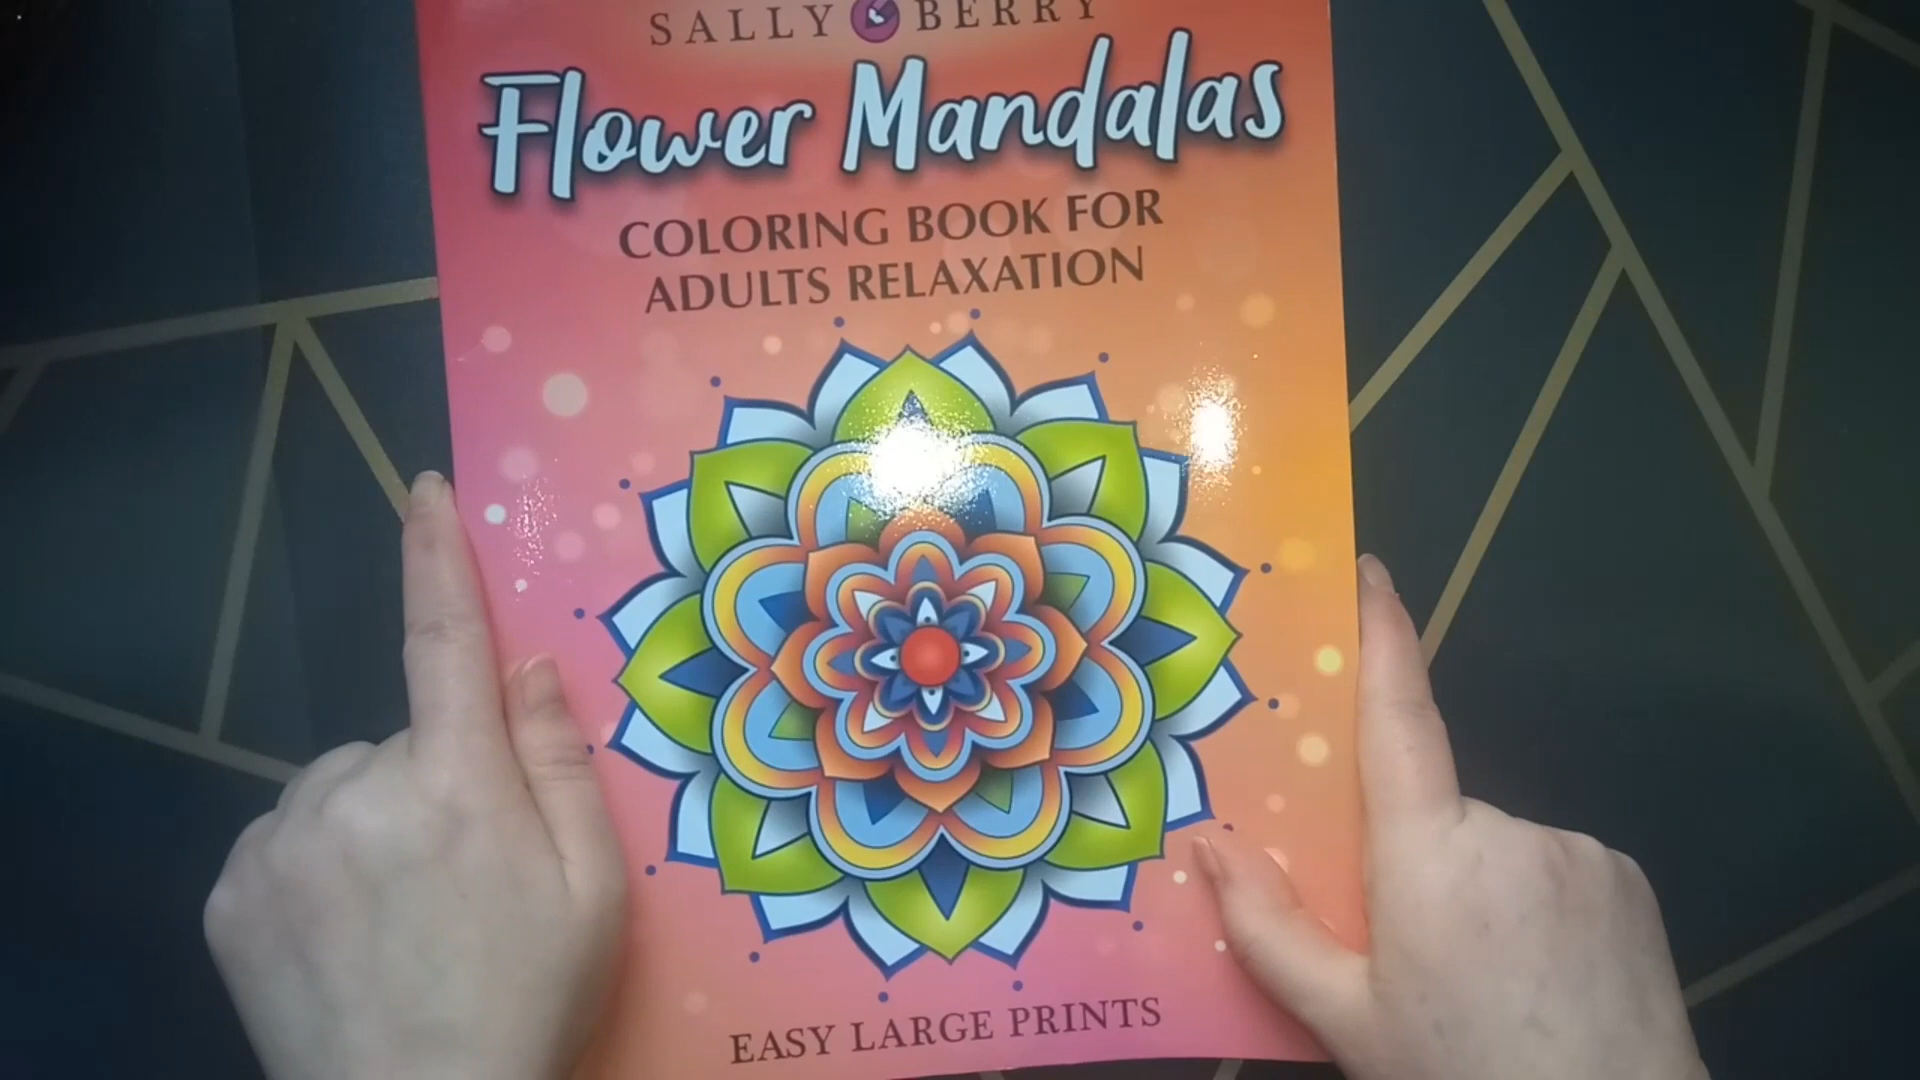 SALLY BERRY
Flower Mandalas
COLORING BOOK FOR
ADULTS RELAXATION
EASY LARGE PRINTS